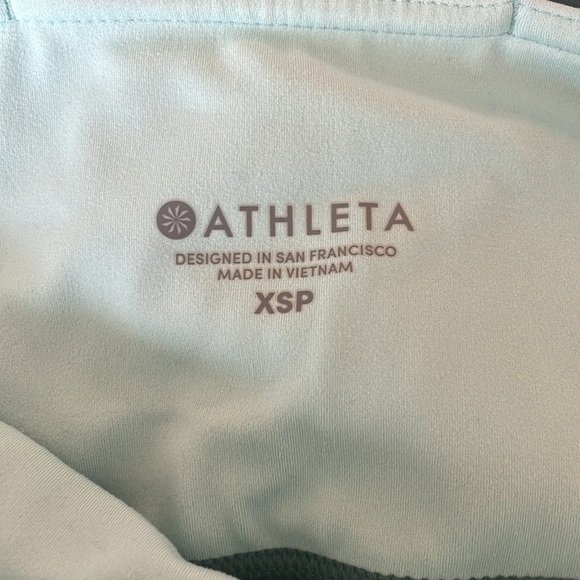 ATHLETA
DESIGNED IN SAN FRANCISCO
MADE IN VIETNAM
XSP